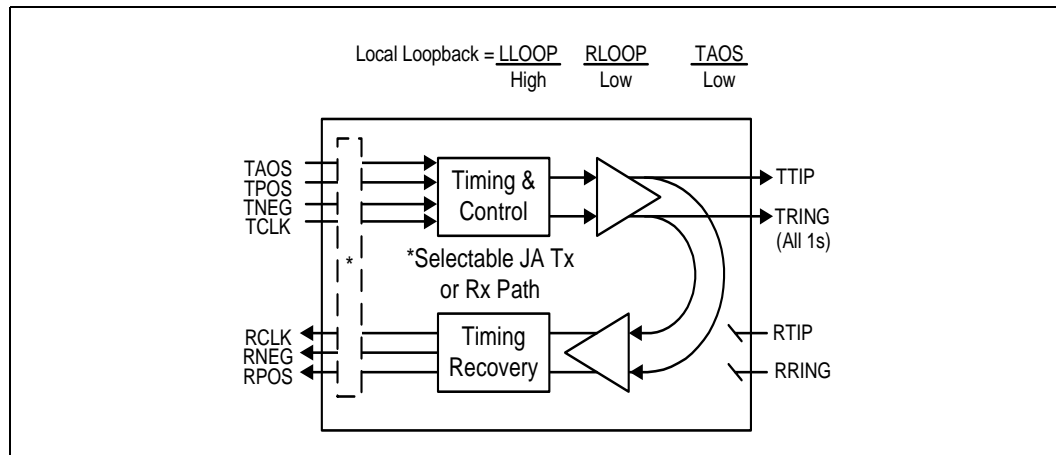 Local Loopback = LLOOP RLOOP TAOS
High Low Low
TAOS
TPOS
TNEG
TCLK
Timing &
Control
TTIP
TRING
(All 1s)
*
*Selectable JA Tx
or Rx Path
RCLK
RNEG
RPOS
Timing
Recovery
RTIP
RRING